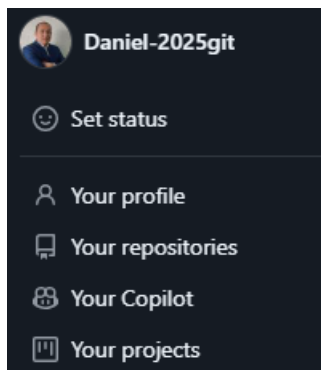 Daniel-2025git
Set status
Your profile
Your repositories
Your Copilot
Your projects